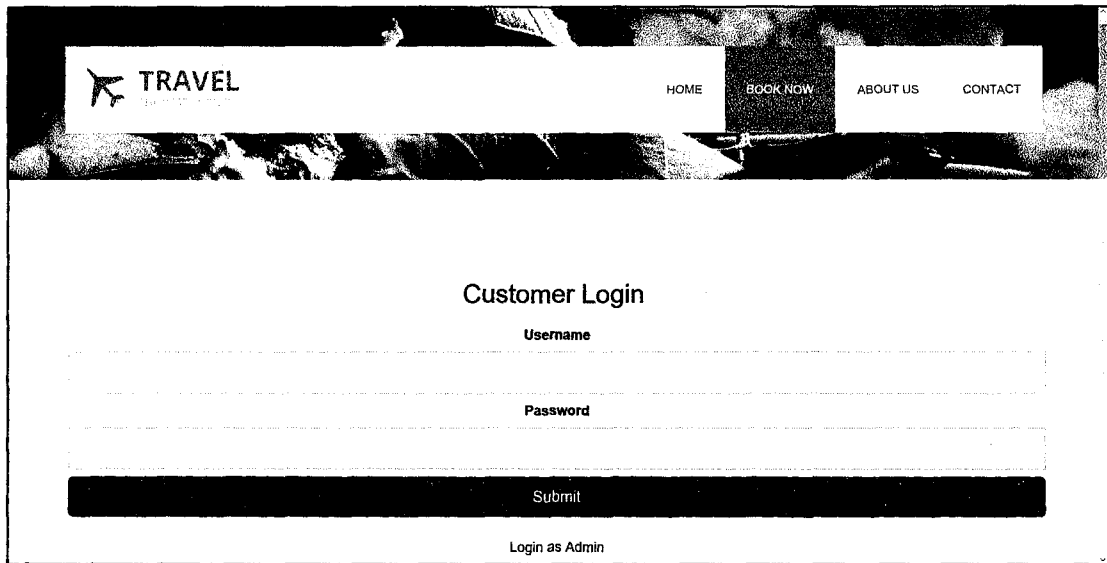 TRAVEL
HOME BOOK NOW ABOUT US CONTACT
Customer Login
Username
Password
Submit
Login as Admin